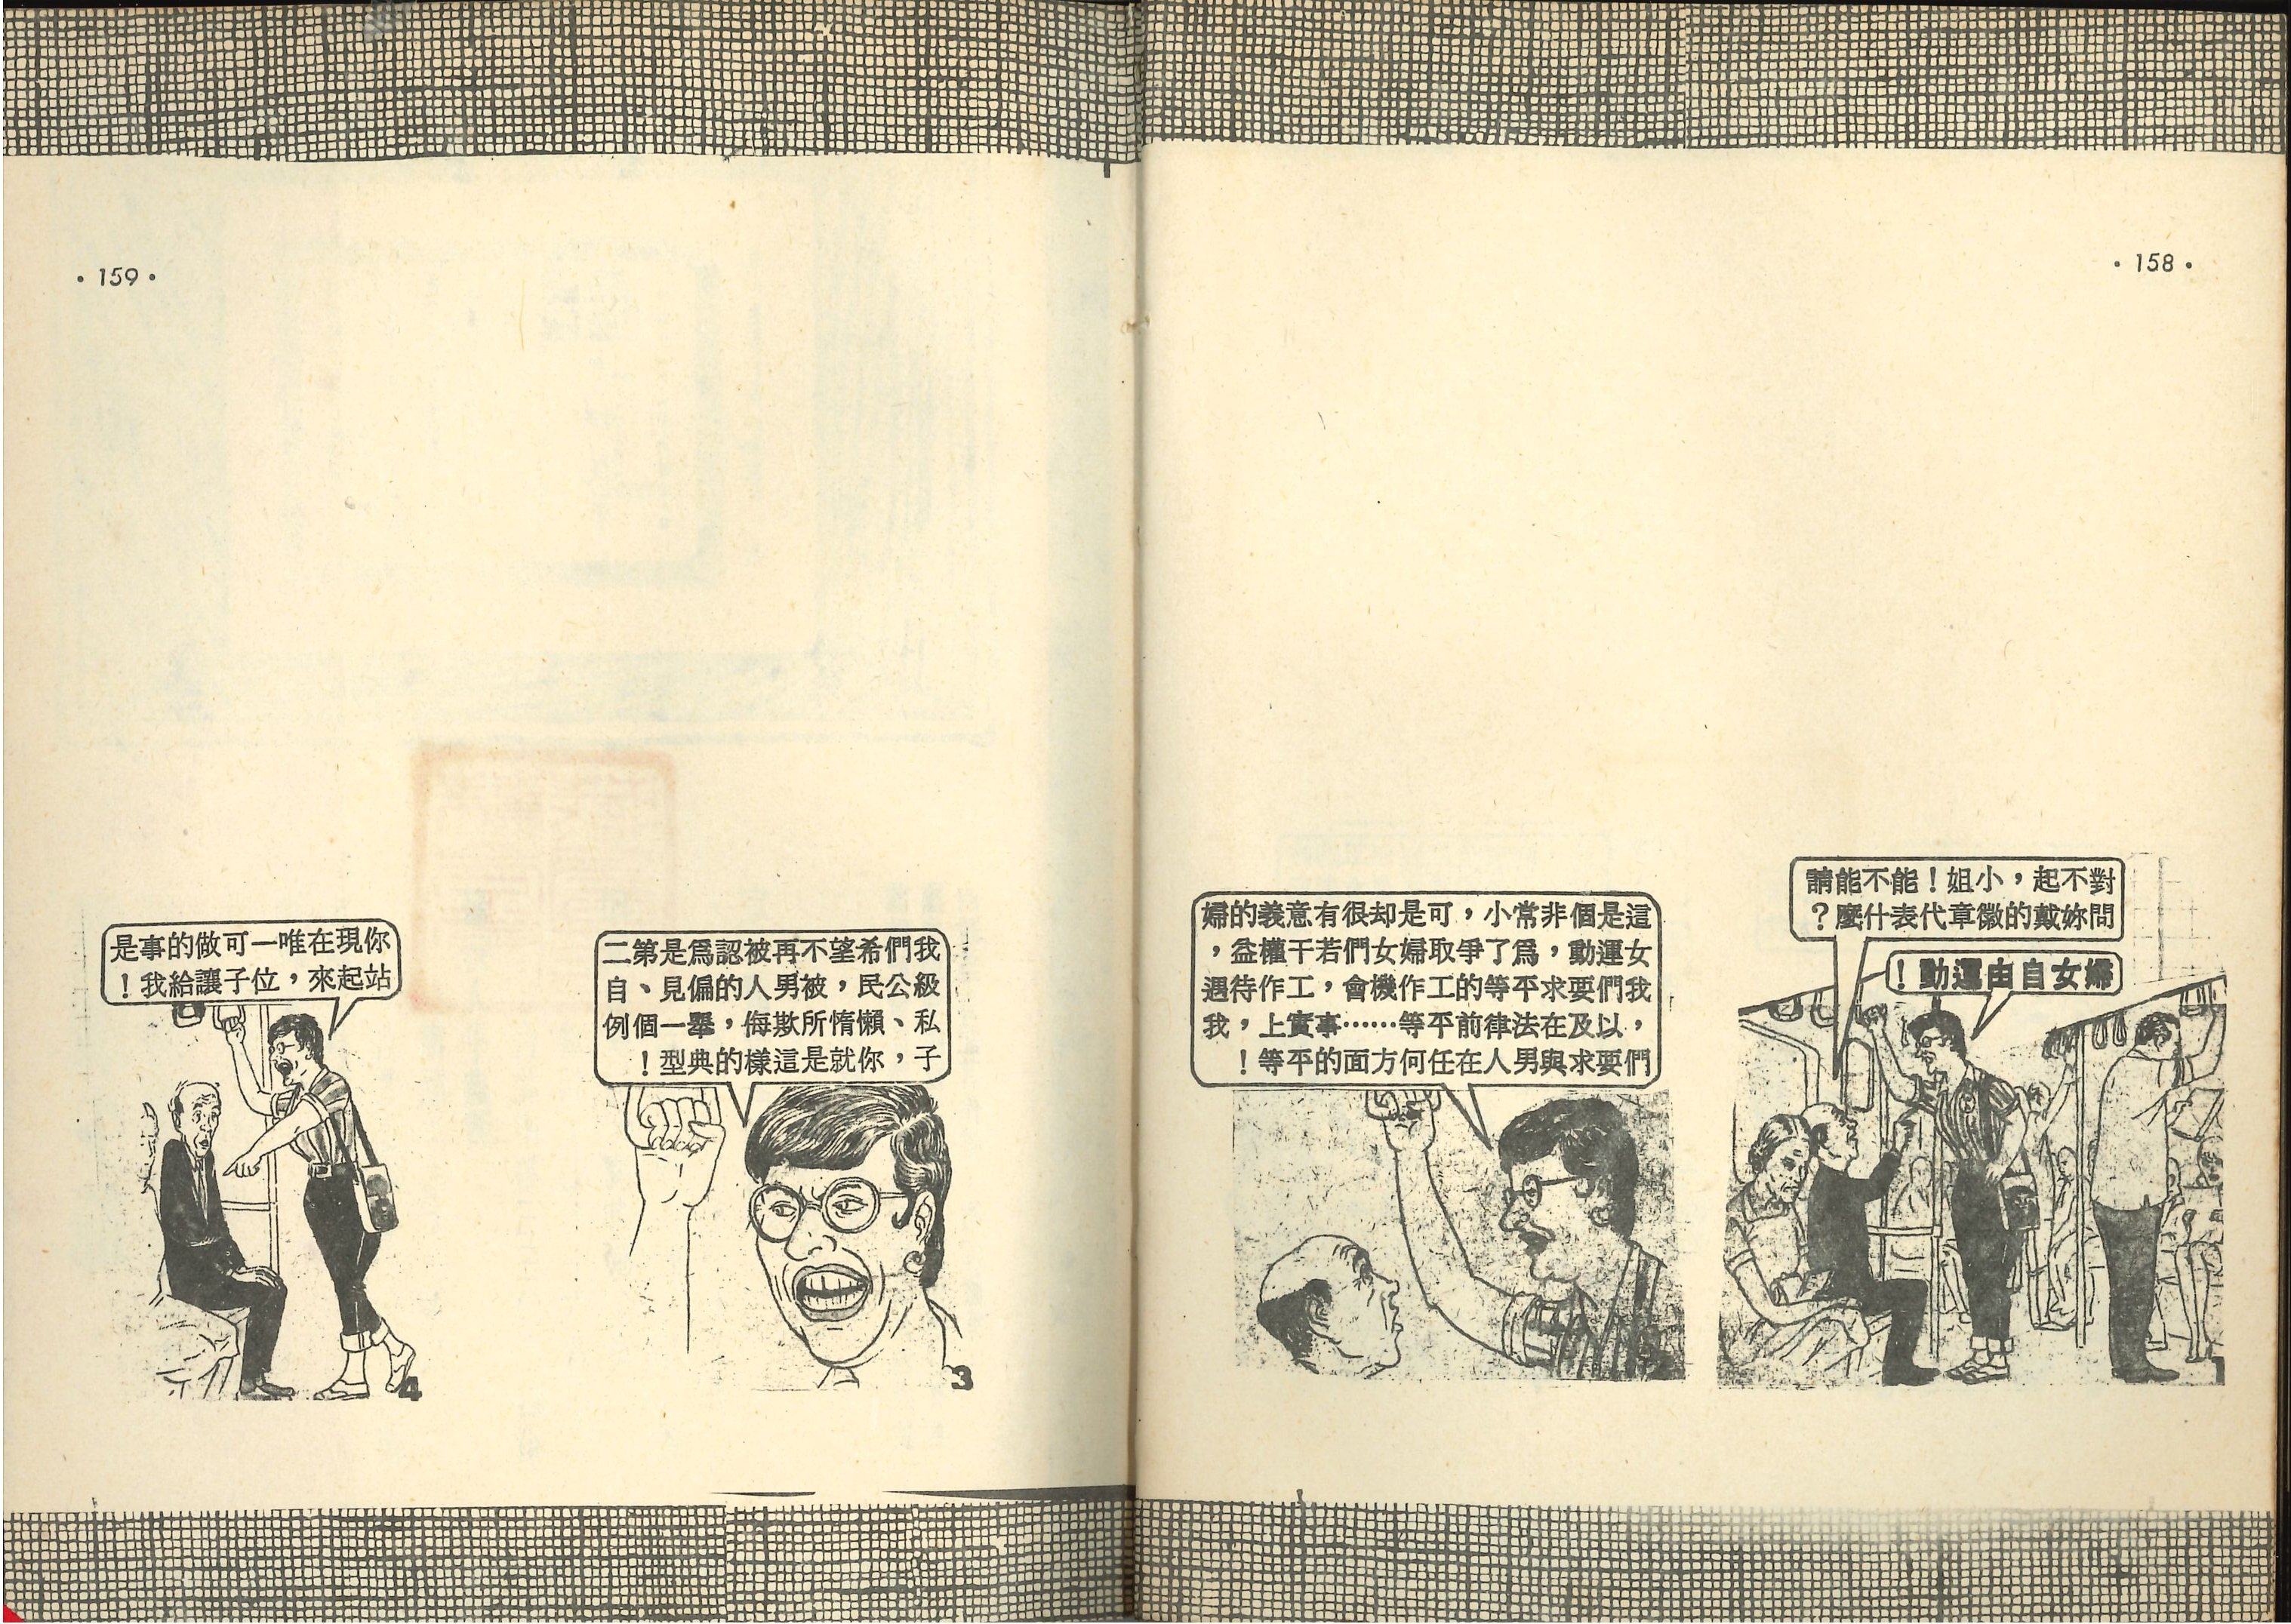 • 158 •
對不起，小姐！能不能請
問妳戴的徽章代表什麼？
婦女自由運動！
這是個非常小，可是却很有意義的婦
女運動，爲了爭取婦女們若干權益，
我們要求平等的工作機會，工作待遇
，以及在法律前平等……事實上，我
們要求與男人在任何方面的平等！
• 159 •
我們希望不再被認爲是第二
級公民，被男人的偏見、自
私、懶惰所欺侮，舉一個例
子，你就是這樣的典型！
3
你現在唯一可做的事是
站起來，位子讓給我！
4